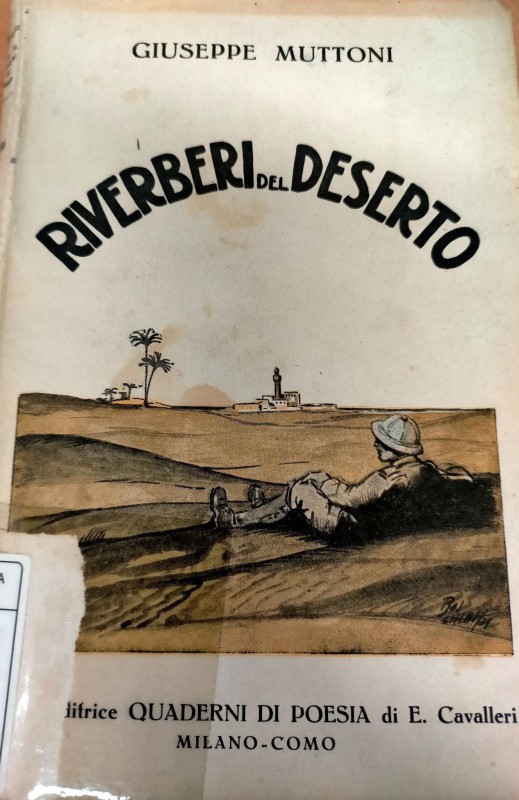 GIUSEPPE MUTTONI
RIVERBERI DEL DESERTO
ditrice QUADERNI DI POESIA di E. Cavalleri
MILANO-COMO
A